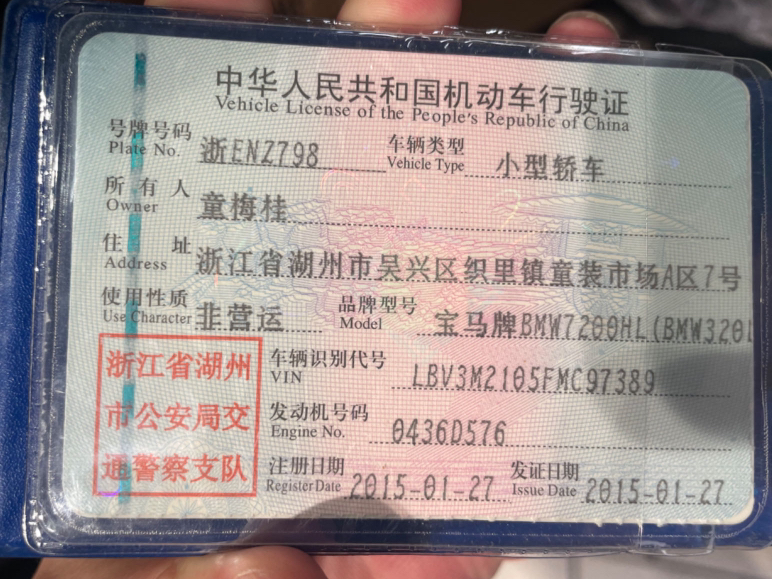 中华人民共和国机动车行驶证
Vehicle License of the People's Republic of China
号牌号码 浙ENZ798 车辆类型 小型轿车
Plate No. Vehicle Type
所有人 童梅桂
Owner
住址 浙江省湖州市吴兴区织里镇童装市场A区7号
Address
使用性质 非营运 品牌型号 宝马牌BMW7200HL(BMW320L
Use Character Model
浙江省湖州
市公安局交
通警察支队
车辆识别代号 LBV3M2105FMC97389
VIN
发动机号码 0436D576
Engine No.
注册日期 2015-01-27 发证日期 2015-01-27
Register Date Issue Date